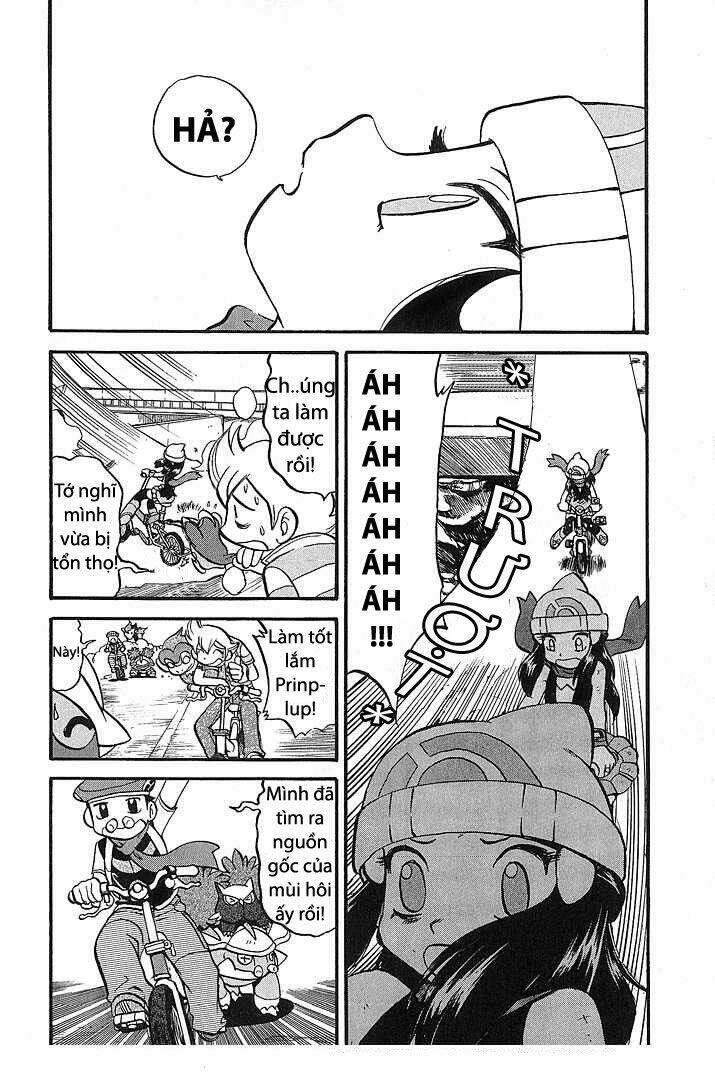 HẢ?
ÁH
ÁH
ÁH
ÁH
ÁH
ÁH
ÁH
!!!
* TRƯỢT *
Ch..úng
ta làm
được
rồi!
Tớ nghĩ
mình
vừa bị
tổn thọ!
Làm tốt
lắm
Prinp-
lup!
Này!
Mình đã
tìm ra
nguồn
gốc của
mùi hôi
ấy rồi!